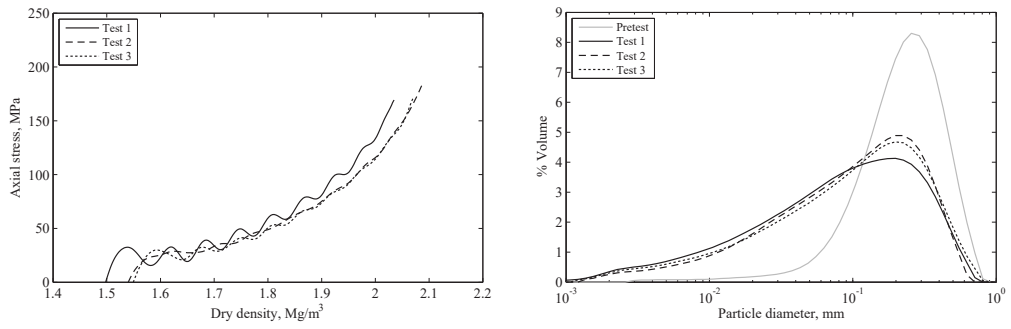 250
200
150
100
50
0
Axial stress, MPa
Test 1
Test 2
Test 3
1.4 1.5 1.6 1.7 1.8 1.9 2 2.1 2.2
Dry density, Mg/m³
9
8
7
6
5
4
3
2
1
0
% Volume
Pretest
Test 1
Test 2
Test 3
10⁻³ 10⁻² 10⁻¹ 10⁰
Particle diameter, mm